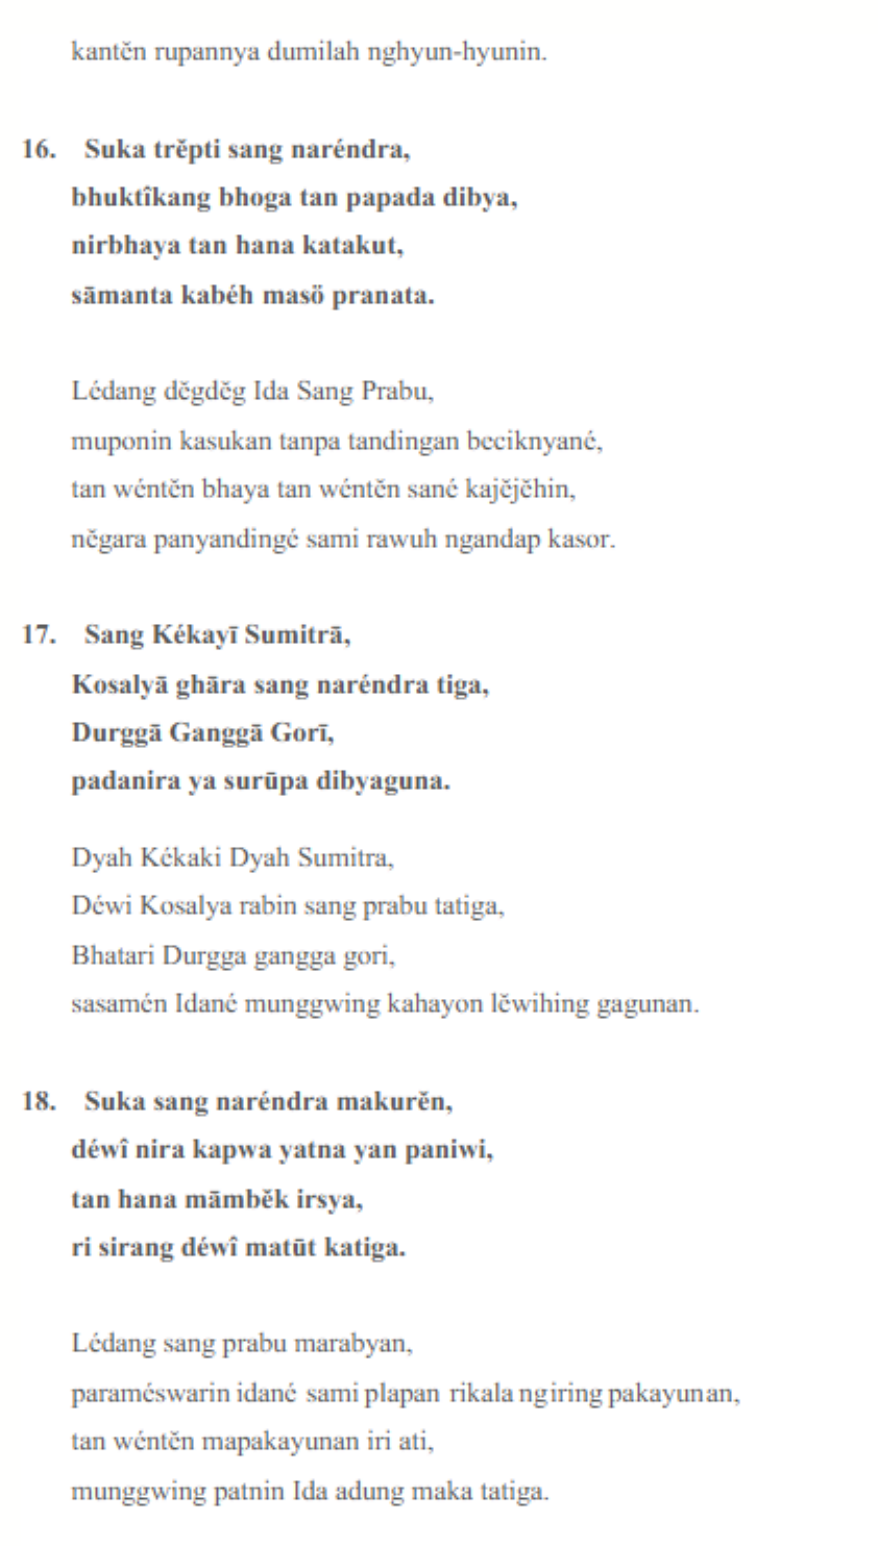 kantĕn rupannya dumilah nghyun-hyunin.
16. Suka trĕpti sang naréndra,
bhuktîkang bhoga tan papada dibya,
nirbhaya tan hana katakut,
sāmanta kabéh masö pranata.
Lédang dĕgdĕg Ida Sang Prabu,
muponin kasukan tanpa tandingan beciknyané,
tan wéntĕn bhaya tan wéntĕn sané kajĕjĕhin,
nĕgara panyandingé sami rawuh ngandap kasor.
17. Sang Kékayī Sumitrā,
Kosalyā ghāra sang naréndra tiga,
Durggā Ganggā Gorī,
padanira ya surūpa dibyaguna.
Dyah Kékaki Dyah Sumitra,
Déwi Kosalya rabin sang prabu tatiga,
Bhatari Durgga gangga gori,
sasamén Idané munggwing kahayon lĕwihing gagunan.
18. Suka sang naréndra makurĕn,
déwî nira kapwa yatna yan paniwi,
tan hana māmbĕk irsya,
ri sirang déwî matūt katiga.
Lédang sang prabu marabyan,
paraméswarin idané sami plapan rikala ngiring pakayunan,
tan wéntĕn mapakayunan iri ati,
munggwing patnin Ida adung maka tatiga.